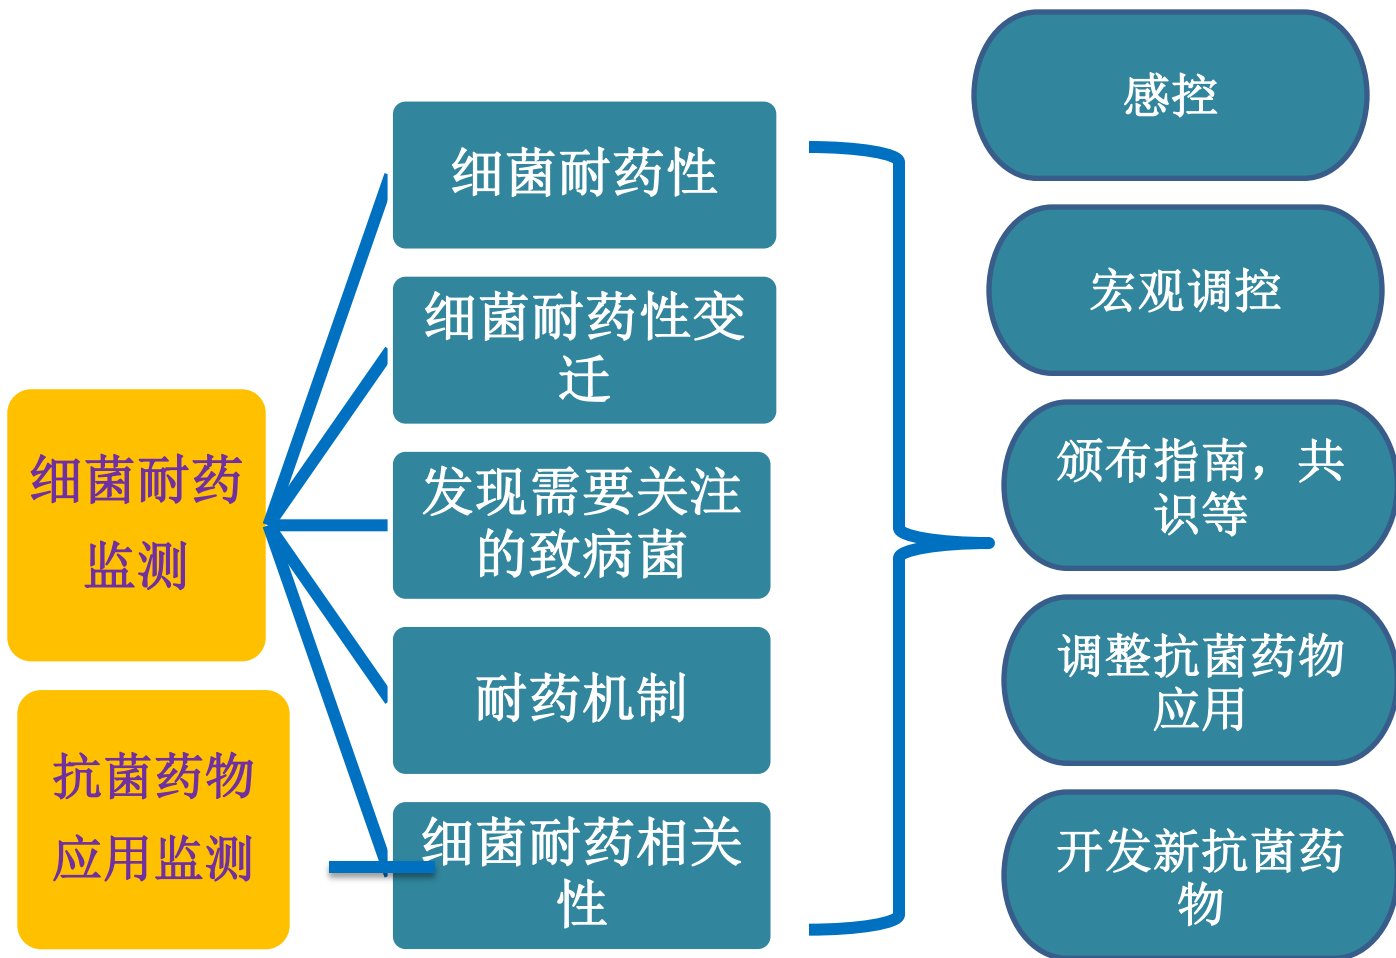 细菌耐药
监测
抗菌药物
应用监测
细菌耐药性
细菌耐药性变
迁
发现需要关注
的致病菌
耐药机制
细菌耐药相关
性
感控
宏观调控
颁布指南，共
识等
调整抗菌药物
应用
开发新抗菌药
物